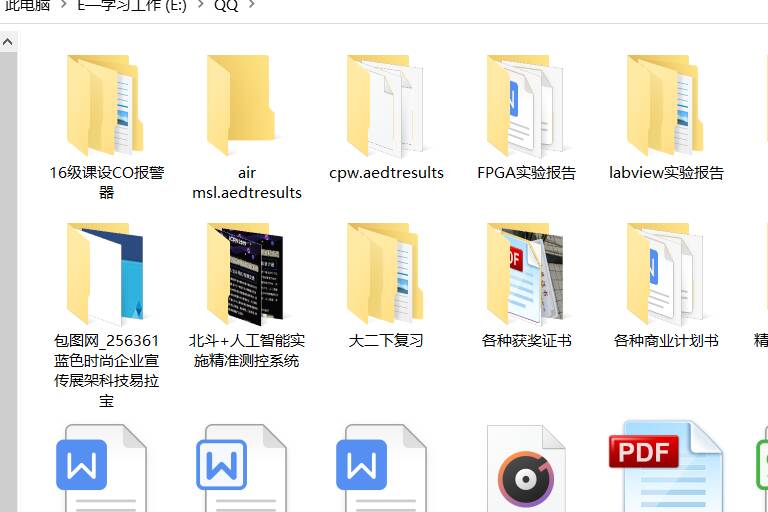 此电脑 > E—学习工作 (E:) > QQ >
16级课设CO报警
器
air
msl.aedtresults
cpw.aedtresults
FPGA实验报告
labview实验报告
包图网_256361
蓝色时尚企业宣
传展架科技易拉
宝
北斗+人工智能实
施精准测控系统
大二下复习
各种获奖证书
各种商业计划书
精
W
W
W
PDF